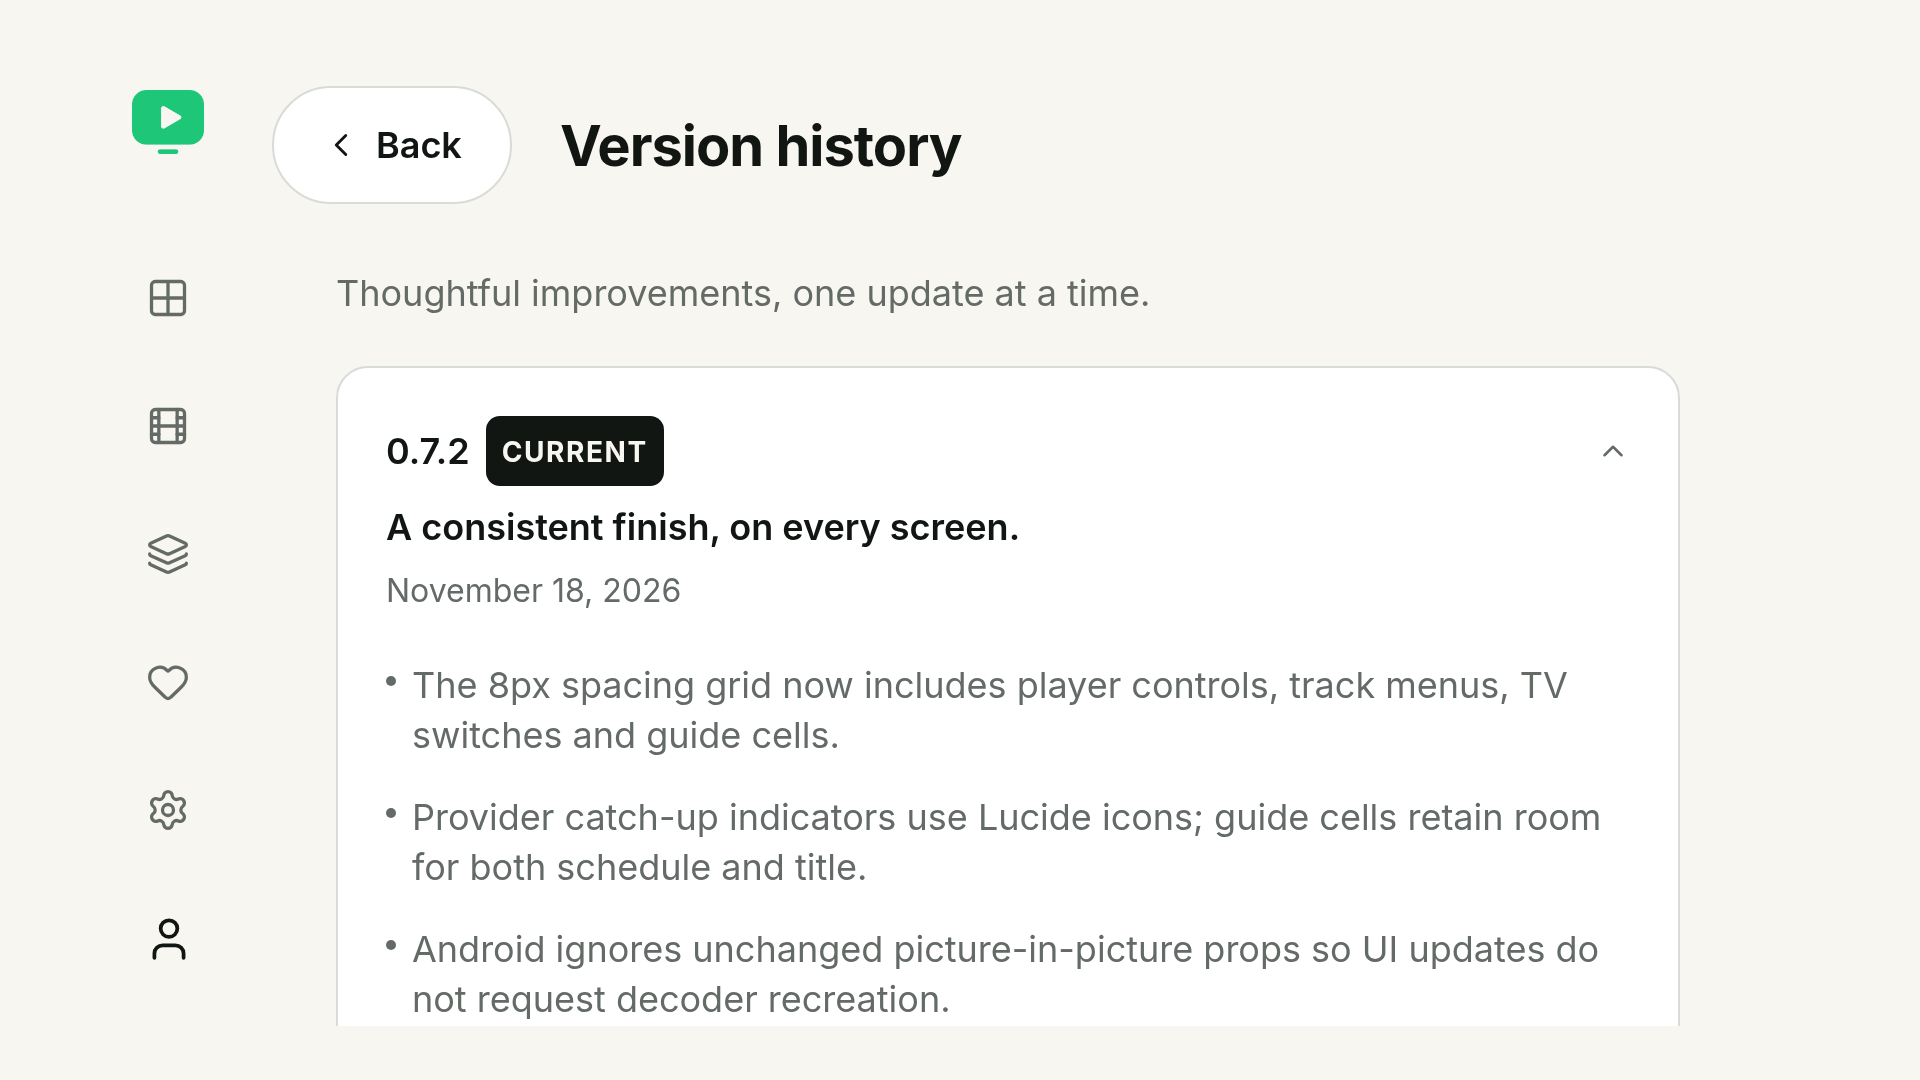 Back
Version history
Thoughtful improvements, one update at a time.
0.7.2 CURRENT
A consistent finish, on every screen.
November 18, 2026
• The 8px spacing grid now includes player controls, track menus, TV
switches and guide cells.
• Provider catch-up indicators use Lucide icons; guide cells retain room
for both schedule and title.
• Android ignores unchanged picture-in-picture props so UI updates do
not request decoder recreation.